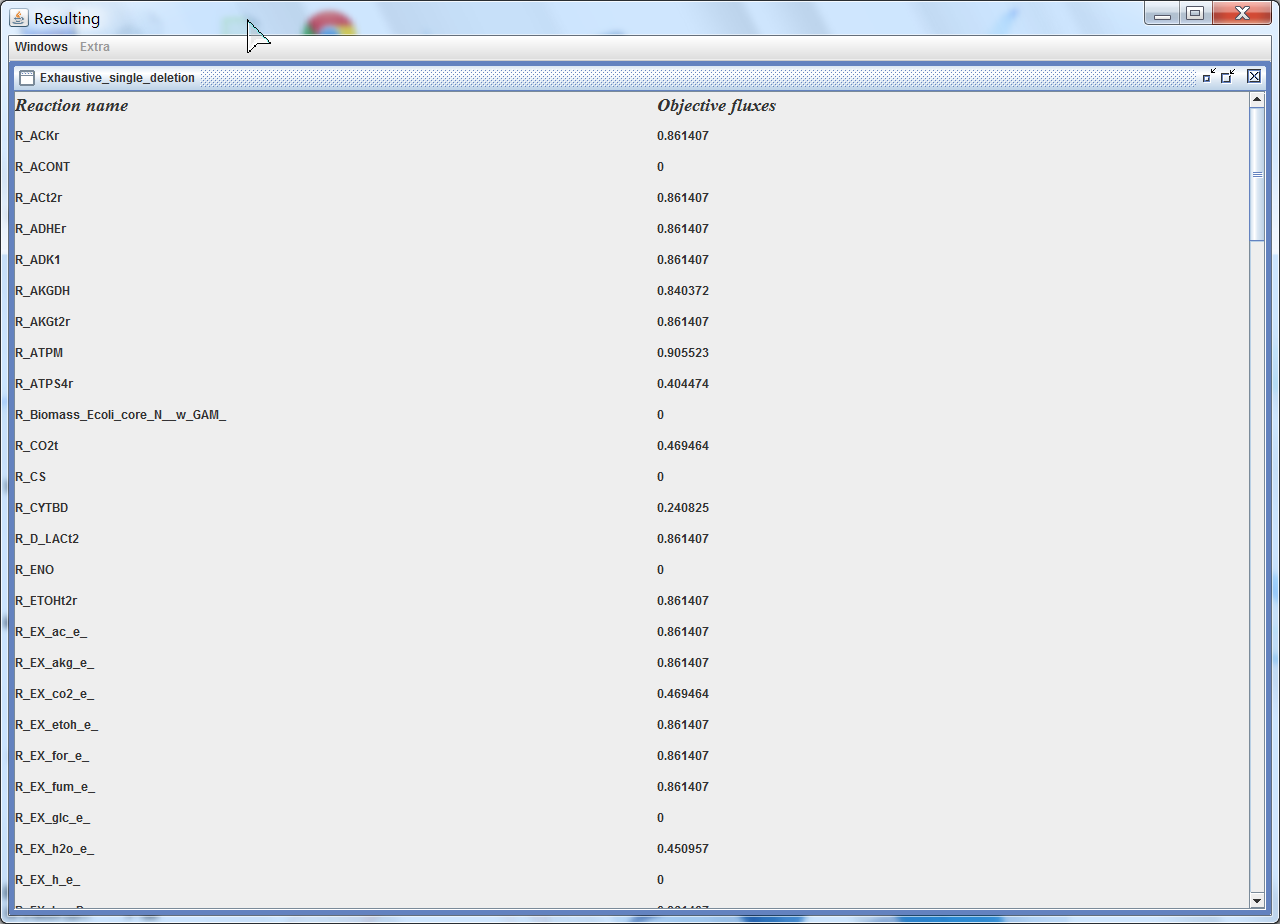 Resulting
Windows Extra
Exhaustive_single_deletion
Reaction name Objective fluxes
R_ACKr 0.861407
R_ACONT 0
R_ACt2r 0.861407
R_ADHEr 0.861407
R_ADK1 0.861407
R_AKGDH 0.840372
R_AKGt2r 0.861407
R_ATPM 0.905523
R_ATPS4r 0.404474
R_Biomass_Ecoli_core_N__w_GAM_ 0
R_CO2t 0.469464
R_CS 0
R_CYTBD 0.240825
R_D_LACt2 0.861407
R_ENO 0
R_ETOHt2r 0.861407
R_EX_ac_e_ 0.861407
R_EX_akg_e_ 0.861407
R_EX_co2_e_ 0.469464
R_EX_etoh_e_ 0.861407
R_EX_for_e_ 0.861407
R_EX_fum_e_ 0.861407
R_EX_glc_e_ 0
R_EX_h2o_e_ 0.450957
R_EX_h_e_ 0